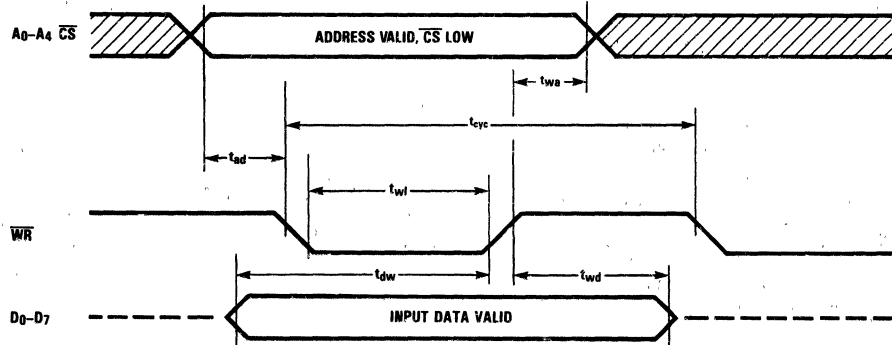 A0–A4 CS
ADDRESS VALID, CS LOW
twa
tcyc
tad
twl
WR
tdw
twd
D0–D7
INPUT DATA VALID